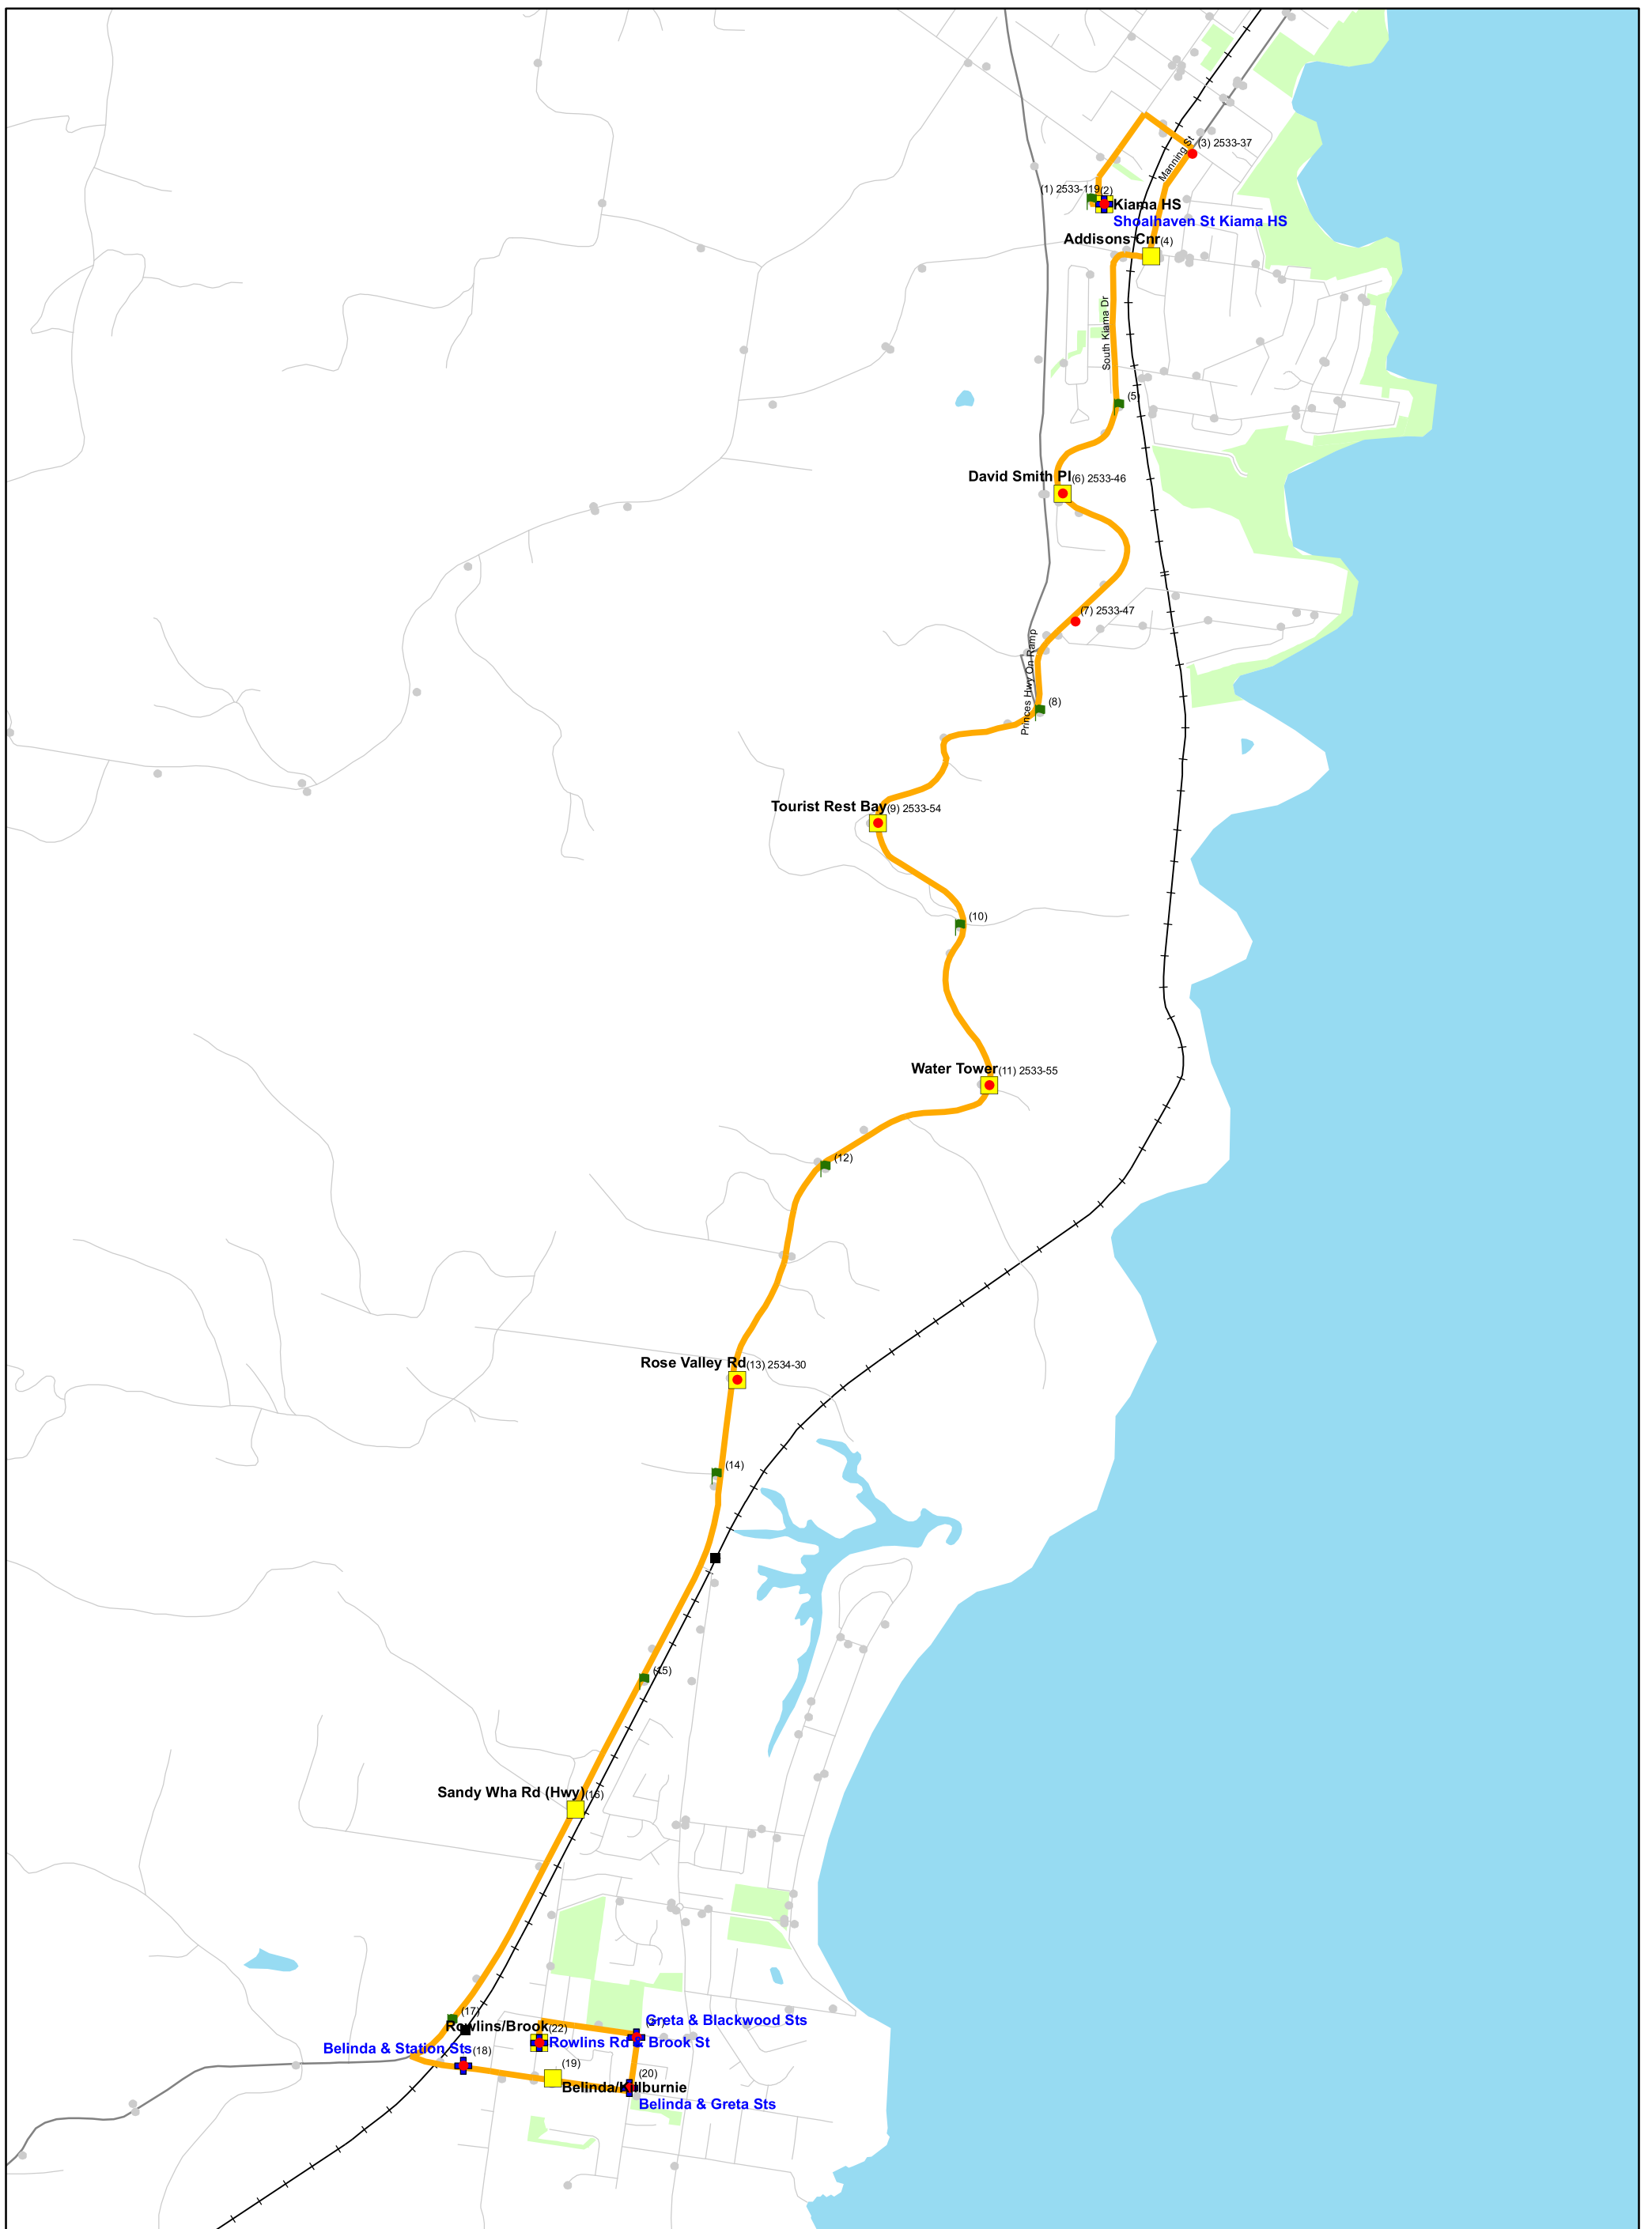 (3) 2533-37
Manning St
(1) 2533-119
(2)
Kiama HS
Shoalhaven St Kiama HS
Addisons Cnr
(4)
South Kiama Dr
(5)
David Smith Pl
(6) 2533-46
(7) 2533-47
Princes Hwy On Ramp
(8)
Tourist Rest Bay
(9) 2533-54
(10)
Water Tower
(11) 2533-55
(12)
Rose Valley Rd
(13) 2534-30
(14)
(15)
Sandy Wha Rd (Hwy)
(16)
(17)
Greta & Blackwood Sts
Rowlins/Brook
(22)
Rowlins Rd & Brook St
Belinda & Station Sts
(18)
(19)
(20)
Belinda/Kilburnie
Belinda & Greta Sts